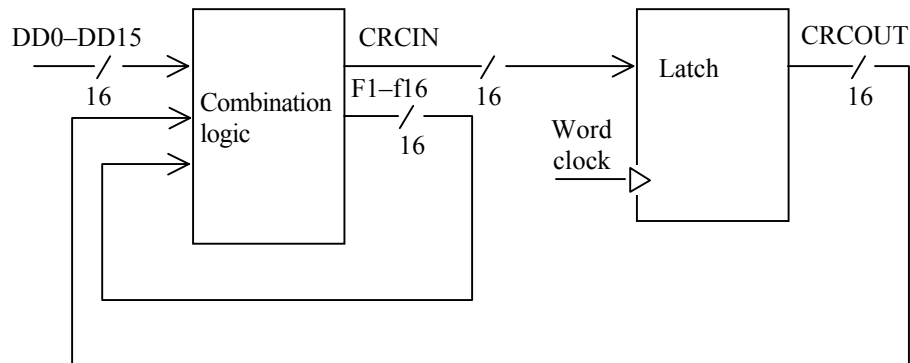 DD0–DD15
16
Combination
logic
CRCIN
16
F1–f16
16
Word
clock
Latch
CRCOUT
16